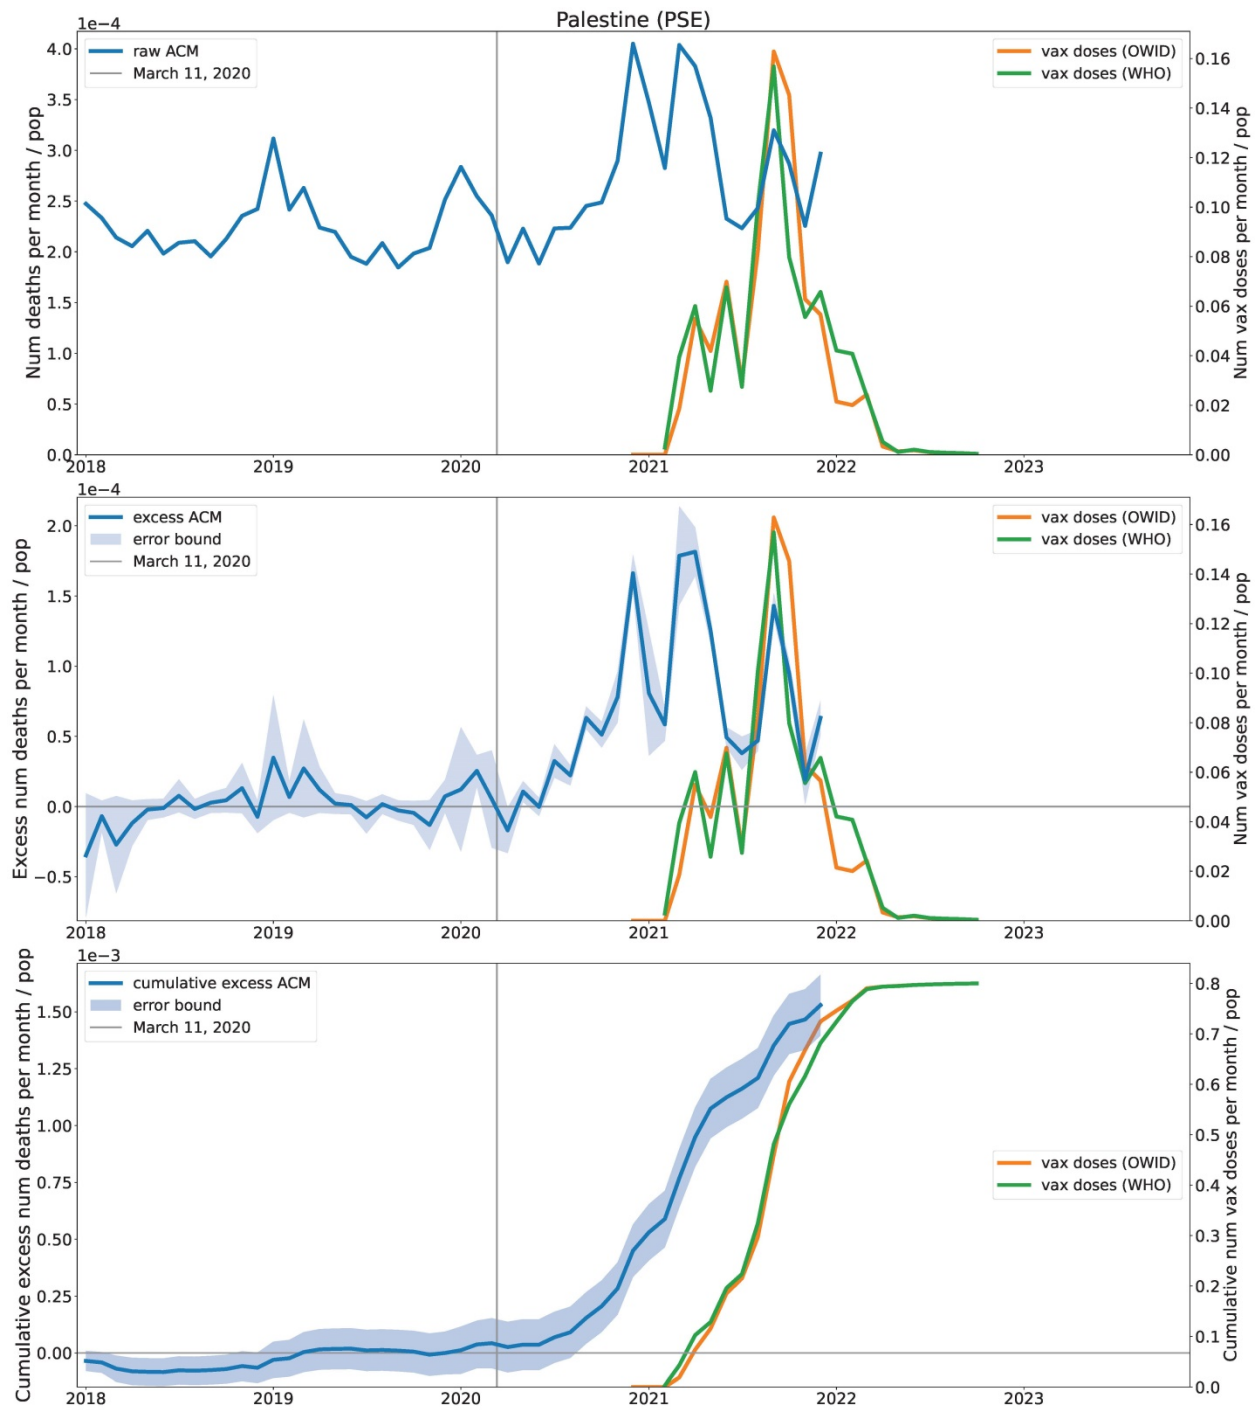 Palestine (PSE)
1e−4
raw ACM
March 11, 2020
vax doses (OWID)
vax doses (WHO)
Num deaths per month / pop
Num vax doses per month / pop
4.0
3.5
3.0
2.5
2.0
1.5
1.0
0.5
0.0
0.16
0.14
0.12
0.10
0.08
0.06
0.04
0.02
0.00
2018 2019 2020 2021 2022 2023
1e−4
excess ACM
error bound
March 11, 2020
vax doses (OWID)
vax doses (WHO)
Excess num deaths per month / pop
Num vax doses per month / pop
2.0
1.5
1.0
0.5
0.0
−0.5
0.16
0.14
0.12
0.10
0.08
0.06
0.04
0.02
0.00
2018 2019 2020 2021 2022 2023
1e−3
cumulative excess ACM
error bound
March 11, 2020
vax doses (OWID)
vax doses (WHO)
Cumulative excess num deaths per month / pop
Cumulative num vax doses per month / pop
1.50
1.25
1.00
0.75
0.50
0.25
0.00
0.8
0.7
0.6
0.5
0.4
0.3
0.2
0.1
0.0
2018 2019 2020 2021 2022 2023